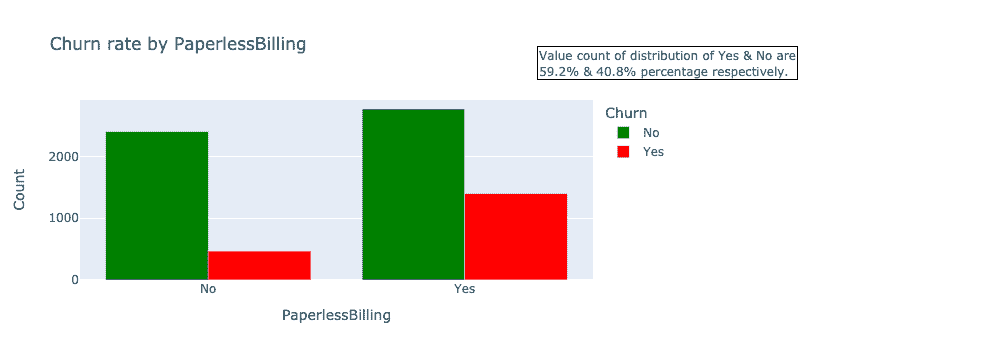 Churn rate by PaperlessBilling
Value count of distribution of Yes & No are
59.2% & 40.8% percentage respectively.
Churn
No
Yes
Count
2000
1000
0
No
Yes
PaperlessBilling